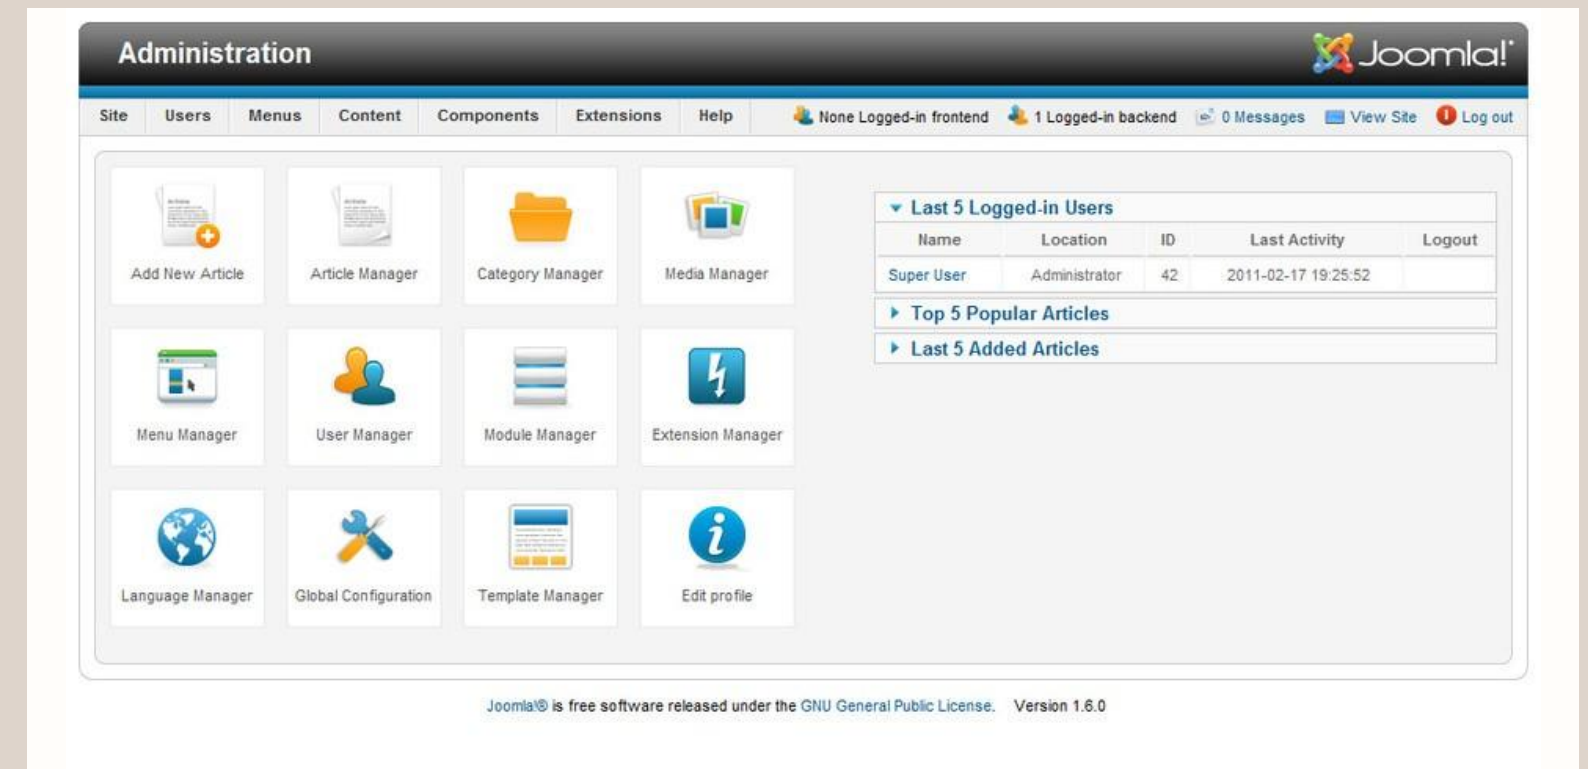 Administration
Joomla!
Site Users Menus Content Components Extensions Help None Logged-in frontend 1 Logged-in backend 0 Messages View Site Log out
Add New Article Article Manager Category Manager Media Manager
Menu Manager User Manager Module Manager Extension Manager
Language Manager Global Configuration Template Manager Edit profile
Last 5 Logged-in Users
Name Location ID Last Activity Logout
Super User Administrator 42 2011-02-17 19:25:52
Top 5 Popular Articles
Last 5 Added Articles
Joomla!® is free software released under the GNU General Public License. Version 1.6.0